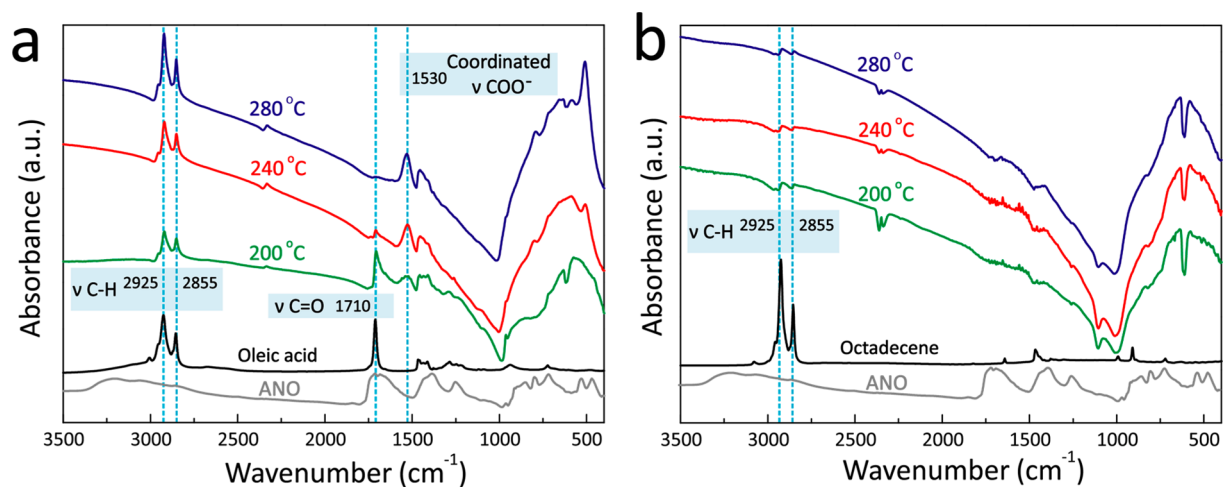 a
280 °C
240 °C
200 °C
1530 Coordinated
ν COO⁻
ν C-H 2925 2855
ν C=O 1710
Oleic acid
ANO
Absorbance (a.u.)
3500 3000 2500 2000 1500 1000 500
Wavenumber (cm⁻¹)
b
280 °C
240 °C
200 °C
ν C-H 2925 2855
Octadecene
ANO
Absorbance (a.u.)
3500 3000 2500 2000 1500 1000 500
Wavenumber (cm⁻¹)